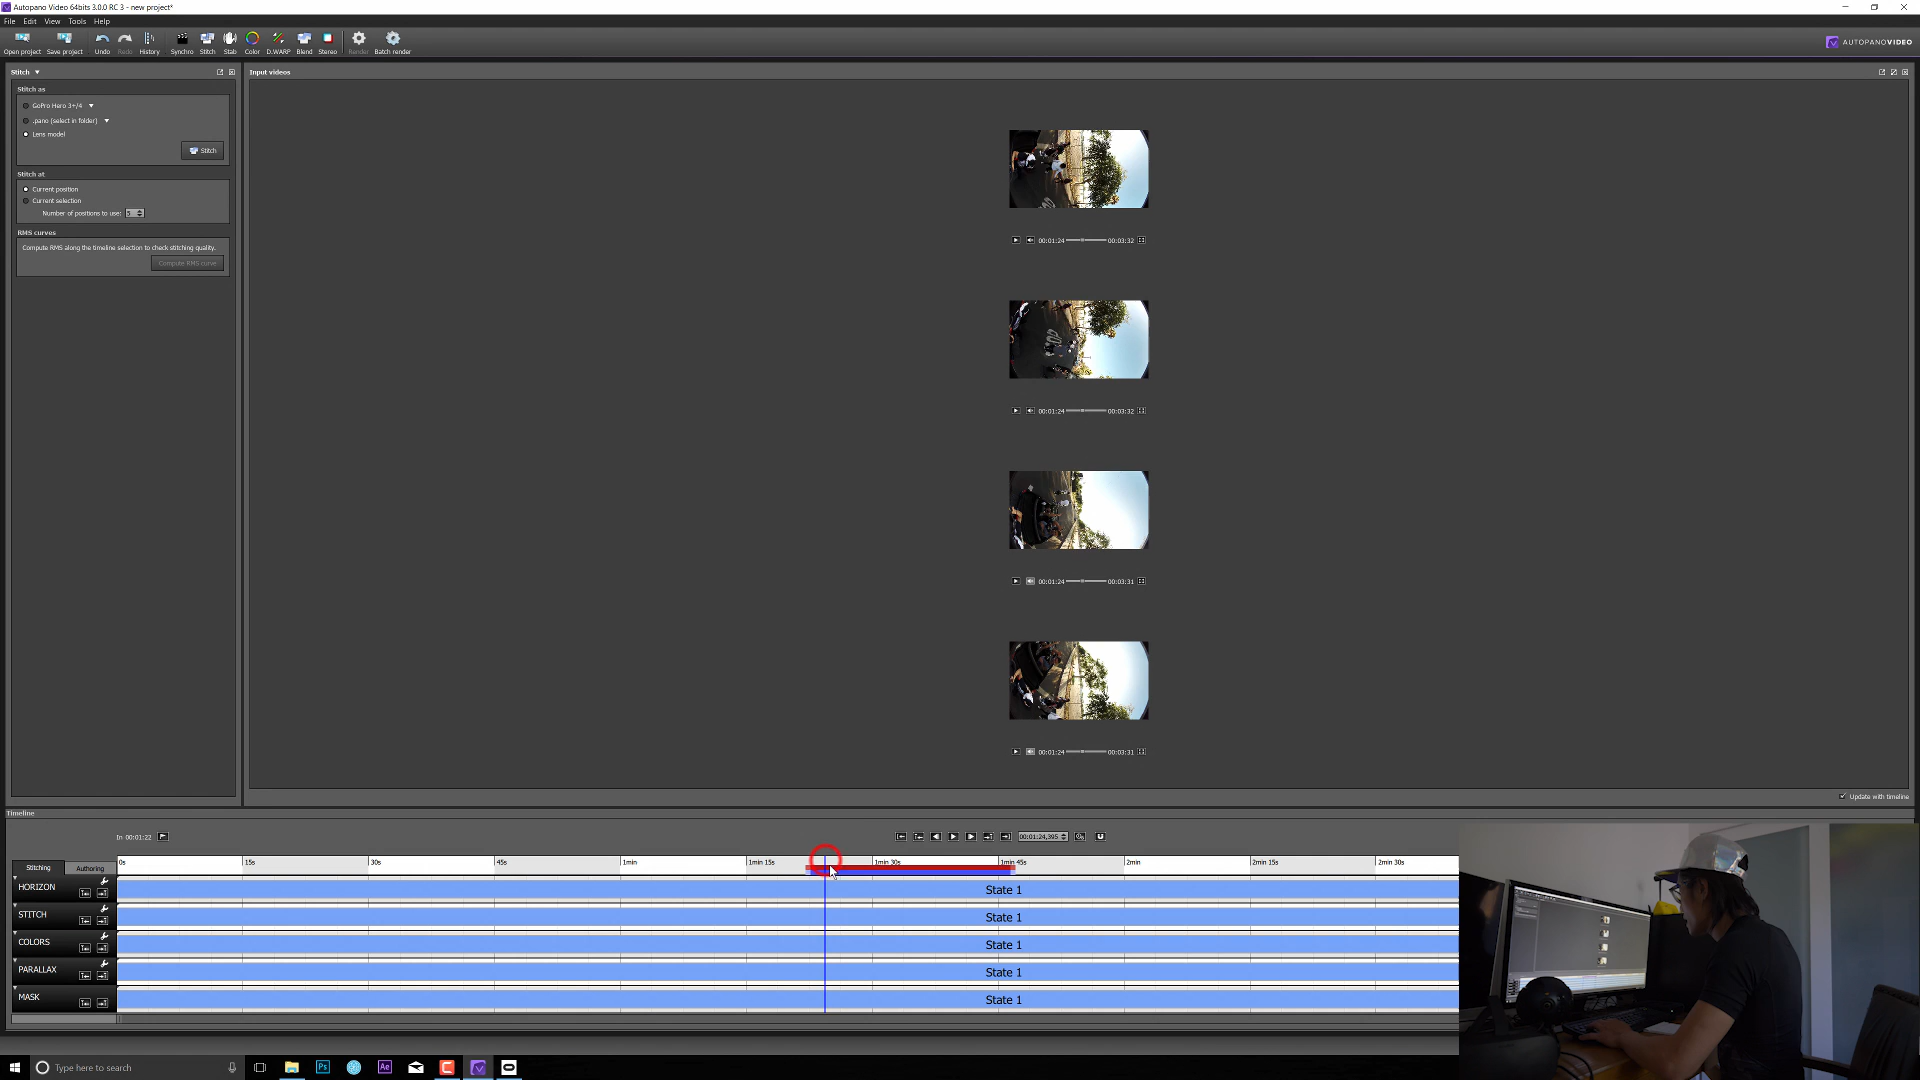 Autopano Video 64bits 3.0.0 RC 3 - new project*
File Edit View Tools Help
Open project Save project Undo Redo History Synchro Stitch Stab Color D.WARP Blend Stereo Render Batch render
AUTOPANOVIDEO
Stitch
Input videos
Stitch as
GoPro Hero 3+/4
.pano (select in folder)
Lens model
Stitch
Stitch at
Current position
Current selection
Number of positions to use: 5
RMS curves
Compute RMS along the timeline selection to check stitching quality.
Compute RMS curve
00:01:24 00:03:32
00:01:24 00:03:32
00:01:24 00:03:31
00:01:24 00:03:31
Update with timeline
Timeline
In 00:01:22
00:01:24,395
Stitching Authoring
0s 15s 30s 45s 1min 1min 15s 1min 30s 1min 45s 2min 2min 15s 2min 30s
HORIZON State 1
STITCH State 1
COLORS State 1
PARALLAX State 1
MASK State 1
Type here to search
Ps
Ae